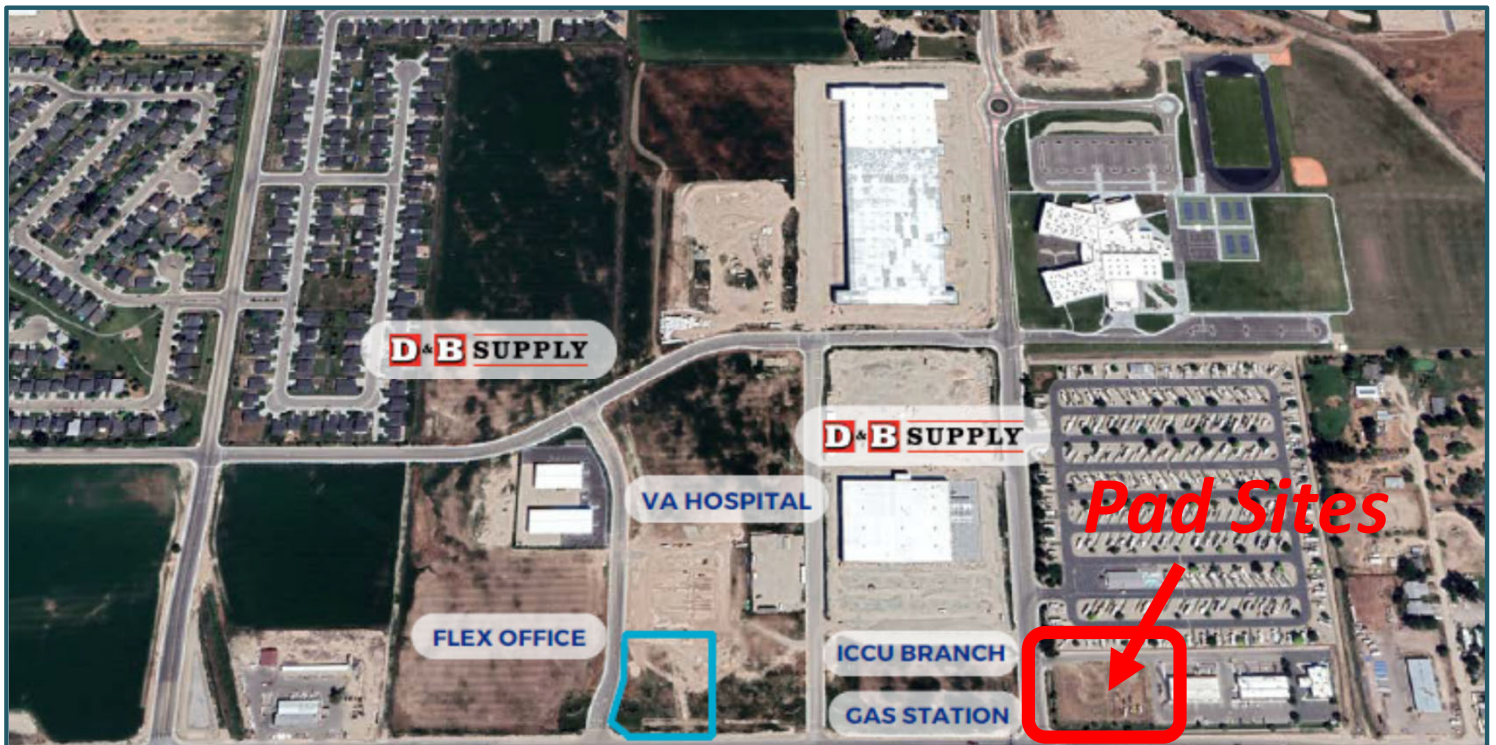 D&B SUPPLY
D&B SUPPLY
VA HOSPITAL
Pad Sites
FLEX OFFICE
ICCU BRANCH
GAS STATION